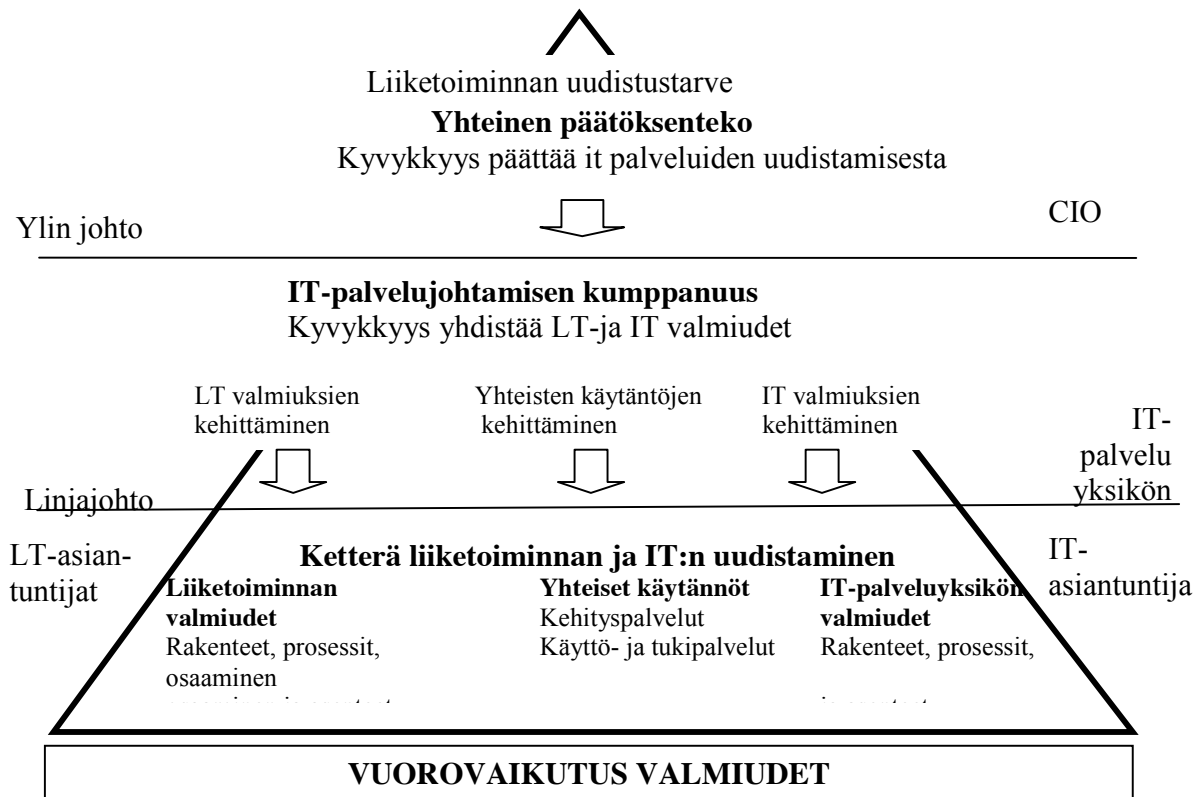 Liiketoiminnan uudistustarve
Yhteinen päätöksenteko
Kyvykkyys päättää it palveluiden uudistamisesta
Ylin johto
CIO
IT-palvelujohtamisen kumppanuus
Kyvykkyys yhdistää LT-ja IT valmiudet
LT valmiuksien
kehittäminen
Yhteisten käytäntöjen
kehittäminen
IT valmiuksien
kehittäminen
Linjajohto
IT-
palvelu
yksikön
LT-asian-
tuntijat
Ketterä liiketoiminnan ja IT:n uudistaminen
IT-
asiantuntija
Liiketoiminnan
valmiudet
Rakenteet, prosessit,
osaaminen
Yhteiset käytännöt
Kehityspalvelut
Käyttö- ja tukipalvelut
IT-palveluyksikön
valmiudet
Rakenteet, prosessit,
VUOROVAIKUTUS VALMIUDET